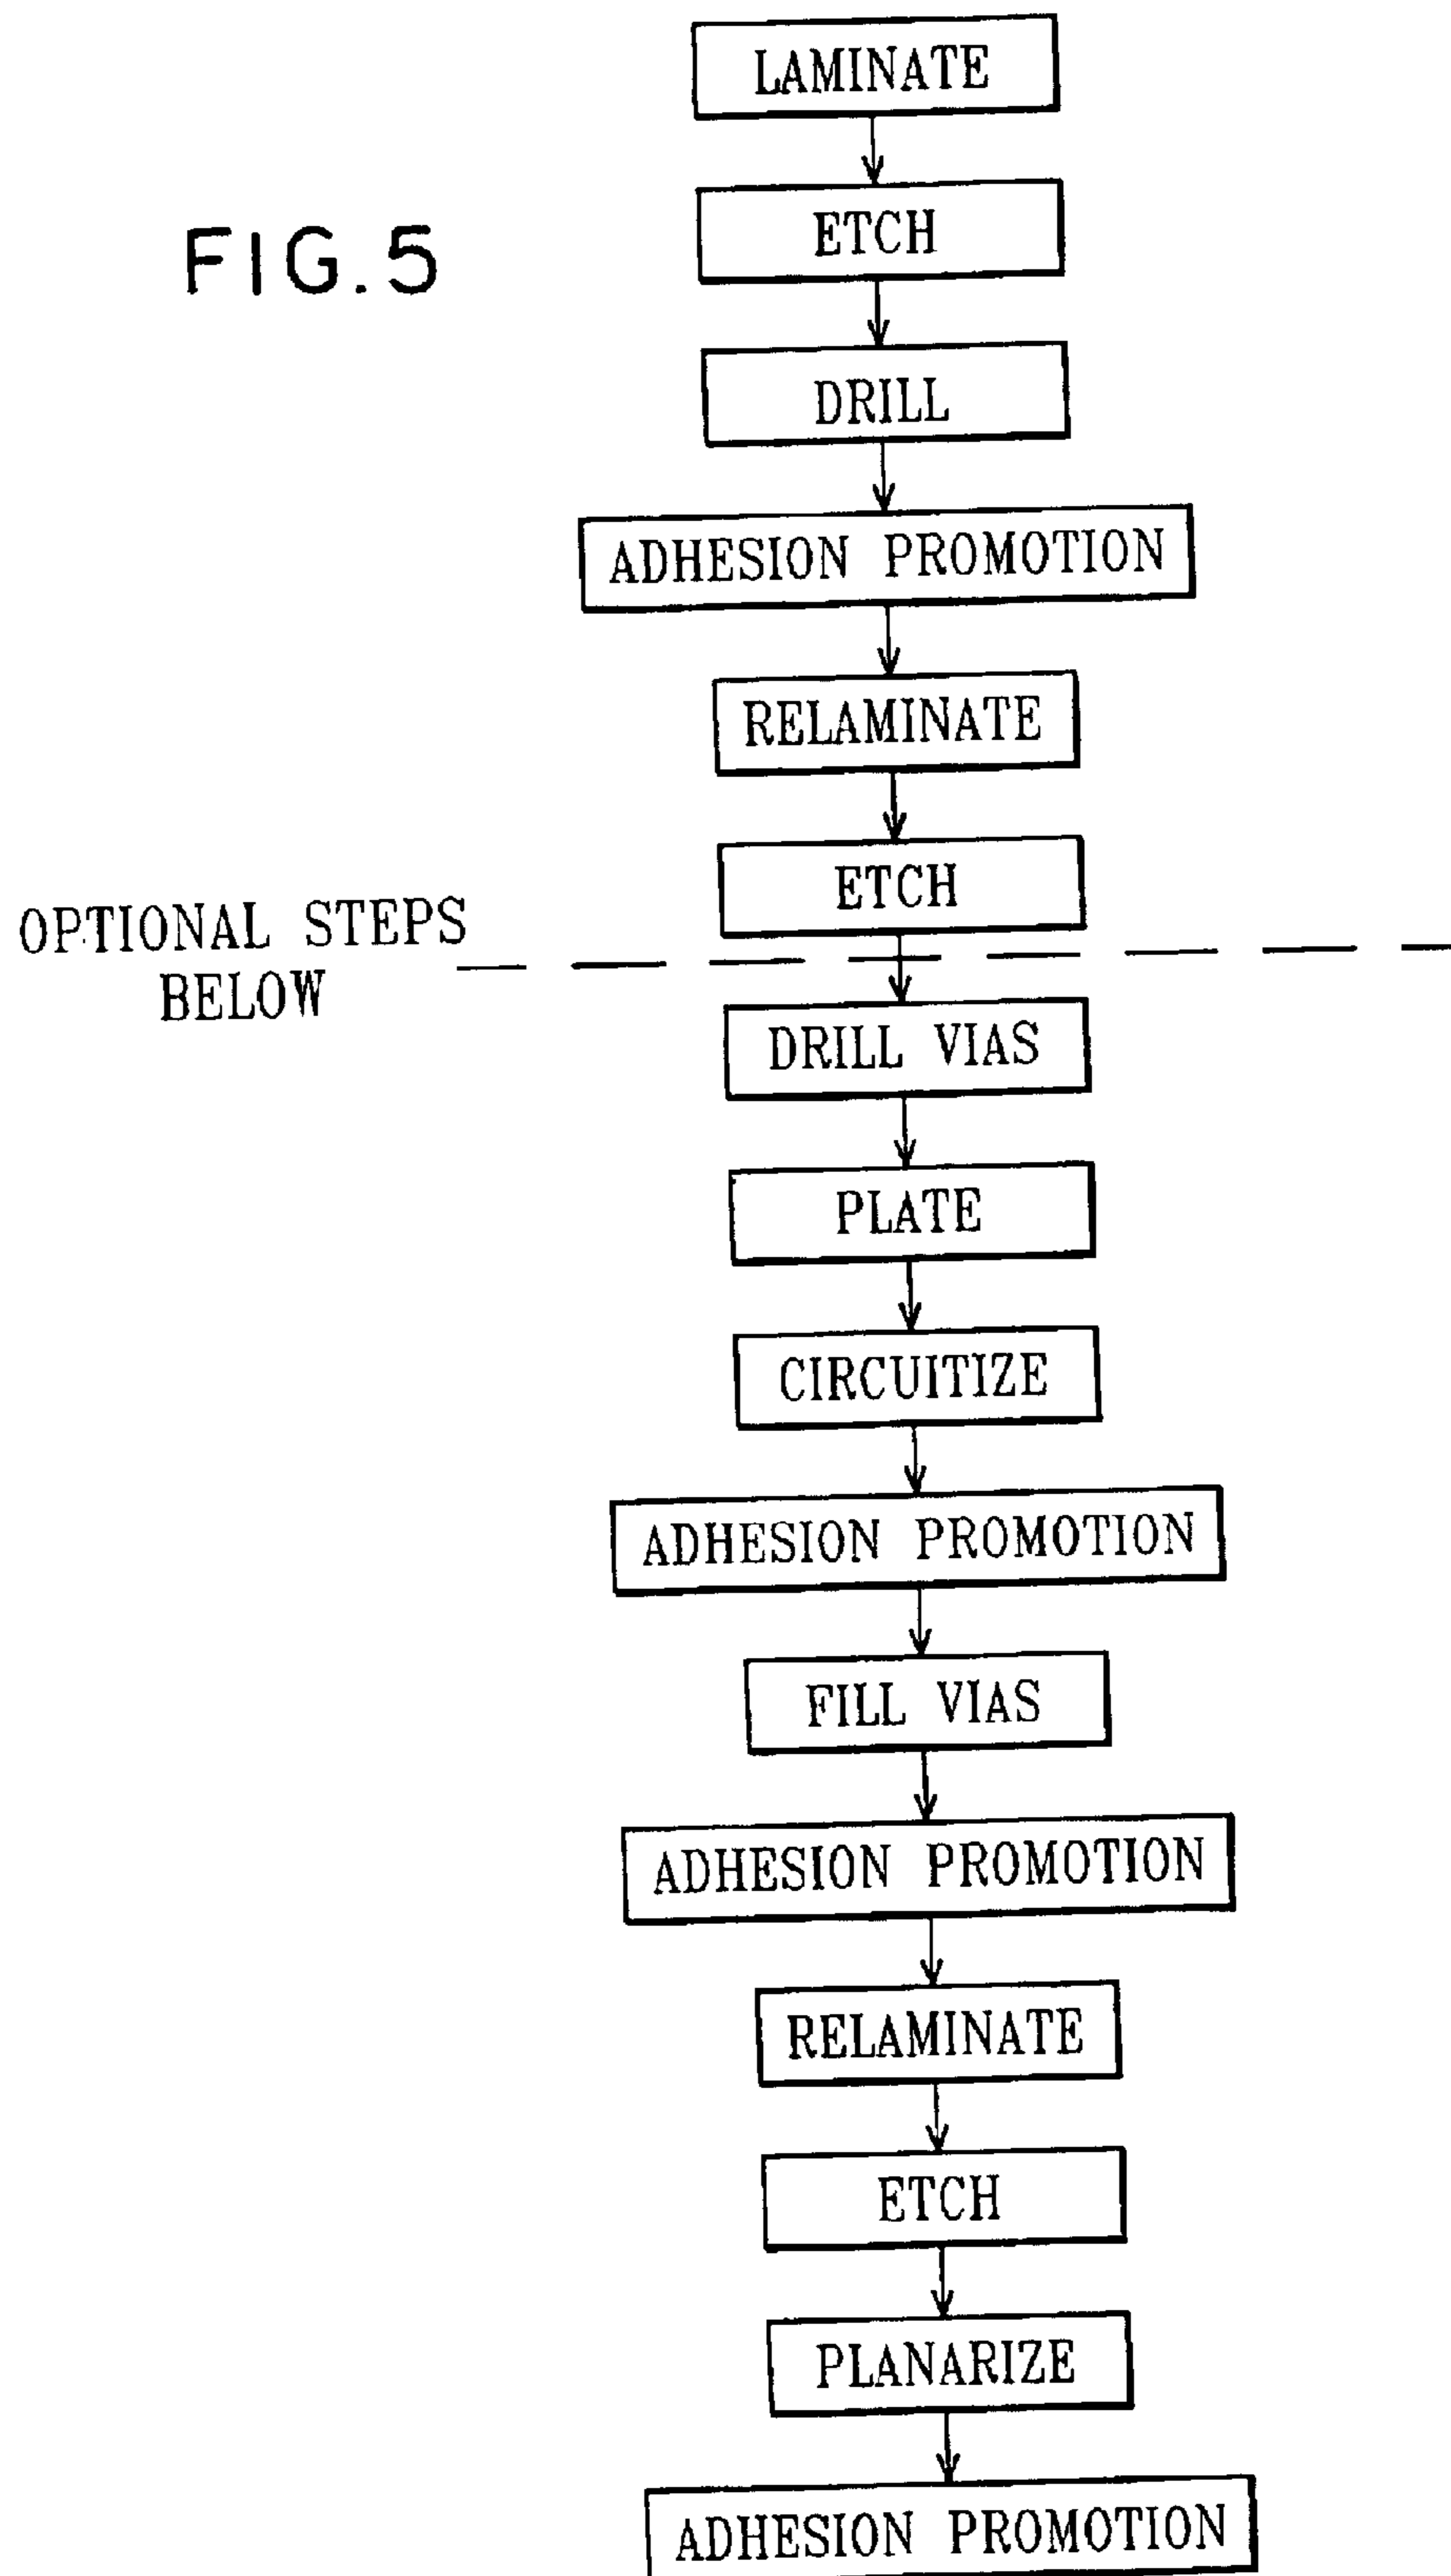 FIG.5
LAMINATE
ETCH
DRILL
ADHESION PROMOTION
RELAMINATE
ETCH
OPTIONAL STEPS
BELOW
DRILL VIAS
PLATE
CIRCUITIZE
ADHESION PROMOTION
FILL VIAS
ADHESION PROMOTION
RELAMINATE
ETCH
PLANARIZE
ADHESION PROMOTION